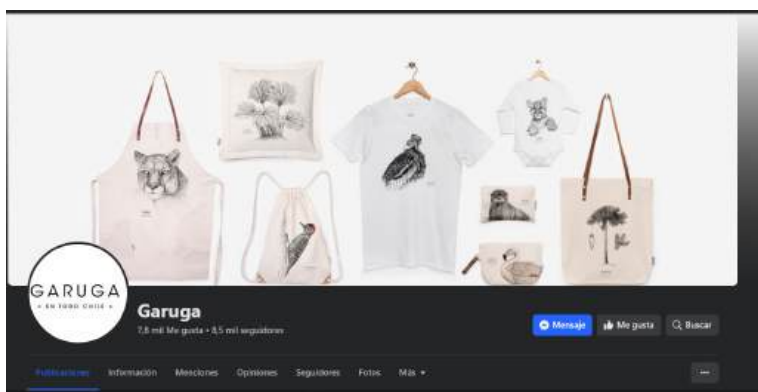 GARUGA
• EN TODO CHILE •
Garuga
7,8 mil Me gusta • 8,5 mil seguidores
Mensaje
Me gusta
Buscar
Publicaciones
Información
Menciones
Opiniones
Seguidores
Fotos
Más